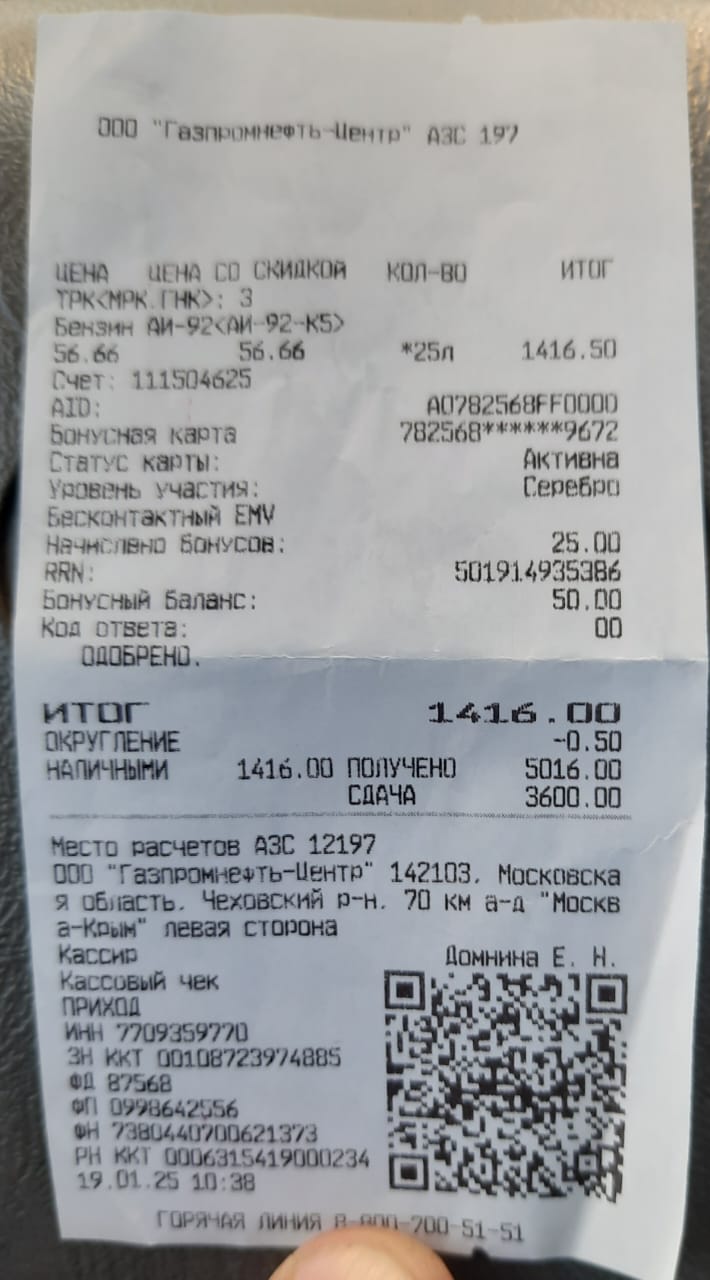 ООО "Газпромнефть-Центр" АЗС 197
ЦЕНА ЦЕНА СО СКИДКОЙ КОЛ-ВО ИТОГ
ТРК<МРК.ГНК>: 3
Бензин АИ-92<АИ-92-К5>
56.66 56.66 *25л 1416.50
Счет: 111504625
AID: A0782568FF0000
Бонусная карта 782568******9672
Статус карты: Активна
Уровень участия: Серебро
Бесконтактный EMV
Начислено бонусов: 25.00
RRN: 501914935386
Бонусный баланс: 50.00
Код ответа: 00
ОДОБРЕНО.
ИТОГ 1416.00
ОКРУГЛЕНИЕ -0.50
НАЛИЧНЫМИ 1416.00 ПОЛУЧЕНО 5016.00
СДАЧА 3600.00
Место расчетов АЗС 12197
ООО "Газпромнефть-Центр" 142103, Московска
я область, Чеховский р-н, 70 км а-д "Москв
а-Крым" левая сторона
Кассир Домнина Е. Н.
Кассовый чек
ПРИХОД
ИНН 7709359770
ЗН ККТ 00108723974885
ФД 87568
ФП 0998642556
ФН 7380440700621373
РН ККТ 0006315419000234
19.01.25 10:38
ГОРЯЧАЯ ЛИНИЯ 8-800-700-51-51